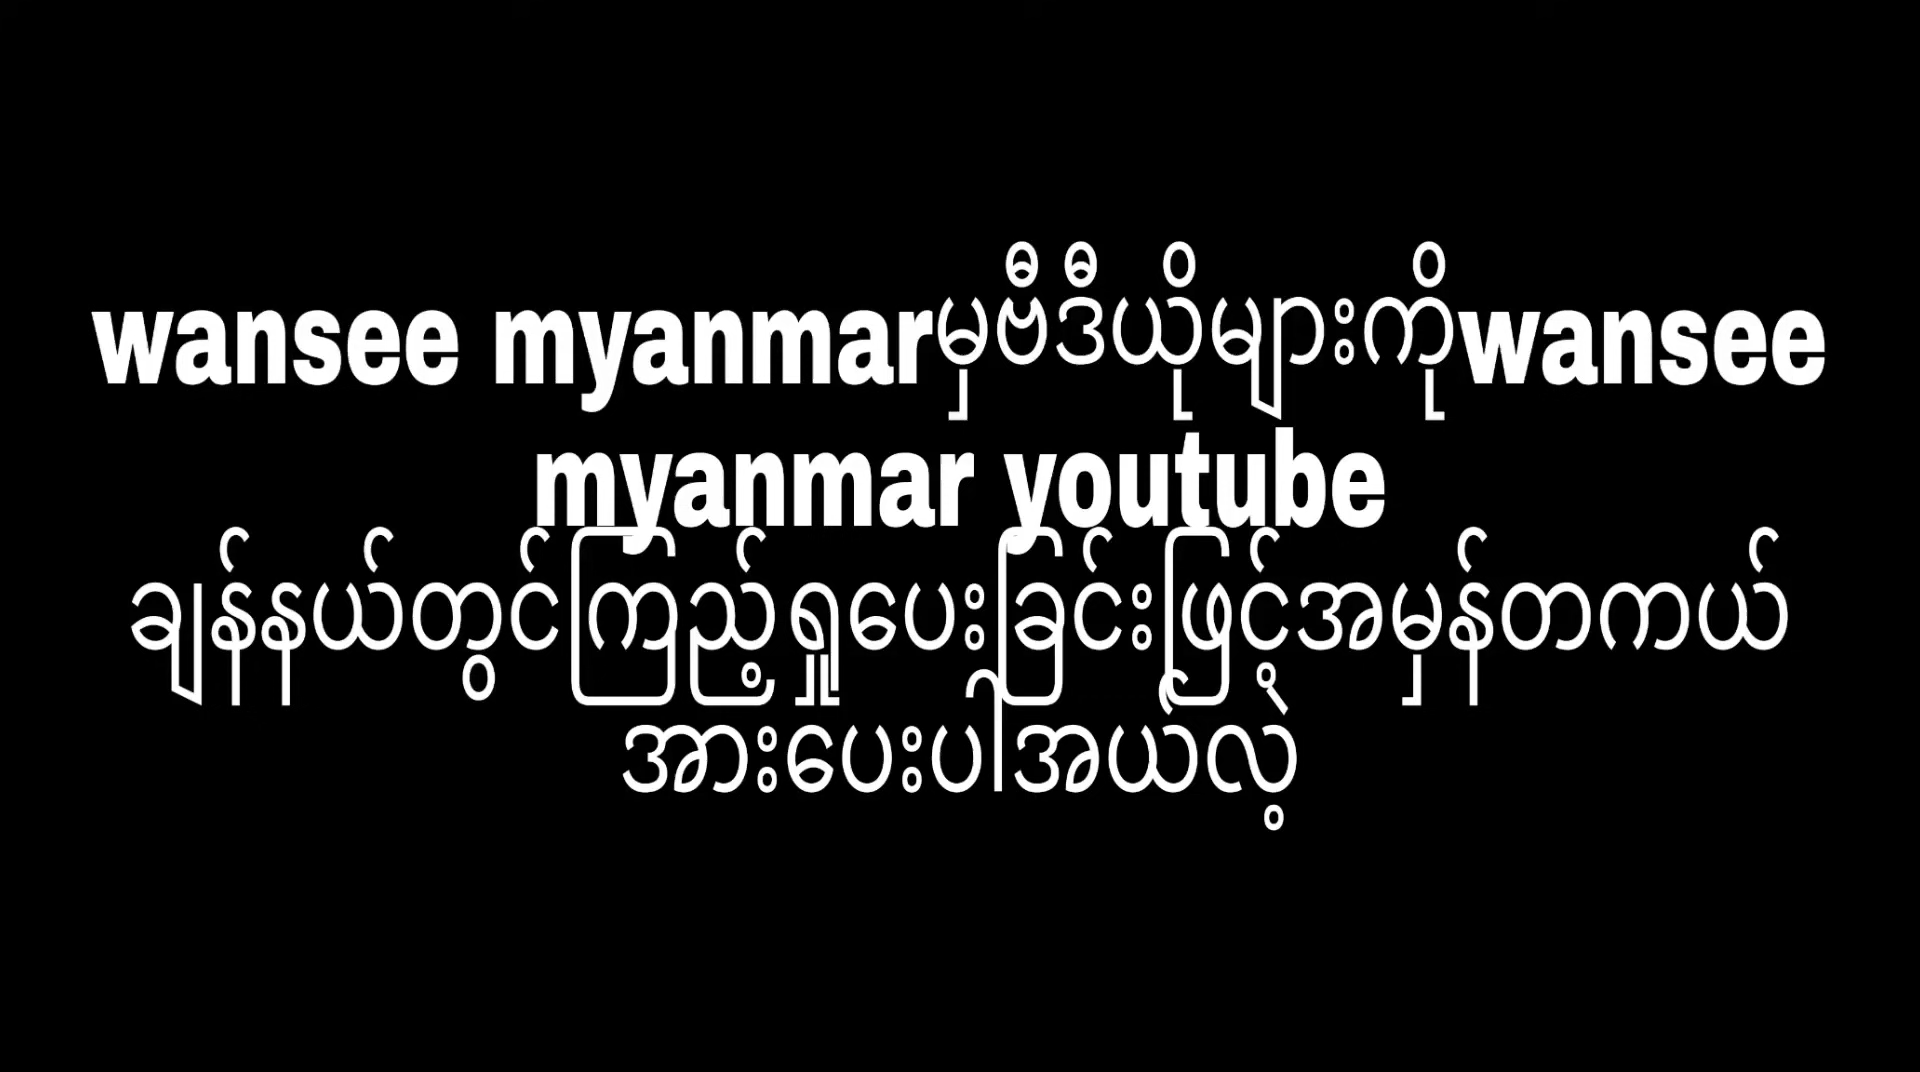 wansee myanmarမှဗီဒီယိုများကိုwansee
myanmar youtube
ချန်နယ်တွင်ကြည့်ရှုပေးခြင်းဖြင့်အမှန်တကယ်
အားပေးပါအယ်လဲ့